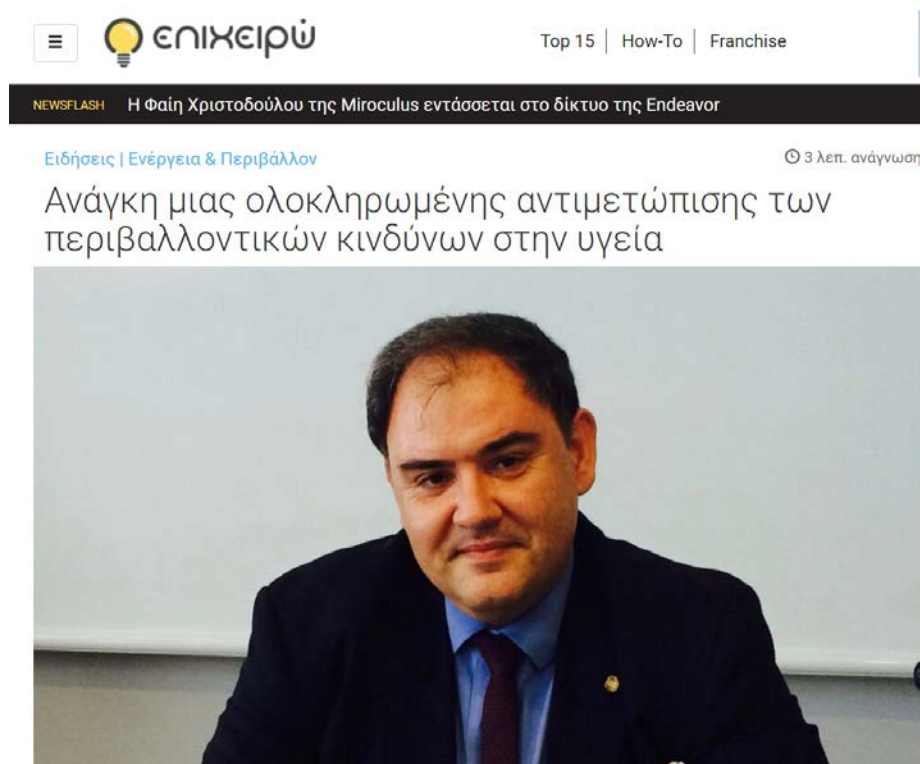 επιχειρώ
Top 15 | How-To | Franchise
NEWSFLASH Η Φαίη Χριστοδούλου της Miroculus εντάσσεται στο δίκτυο της Endeavor
Ειδήσεις | Ενέργεια & Περιβάλλον
3 λεπ. ανάγνωση
Ανάγκη μιας ολοκληρωμένης αντιμετώπισης των
περιβαλλοντικών κινδύνων στην υγεία